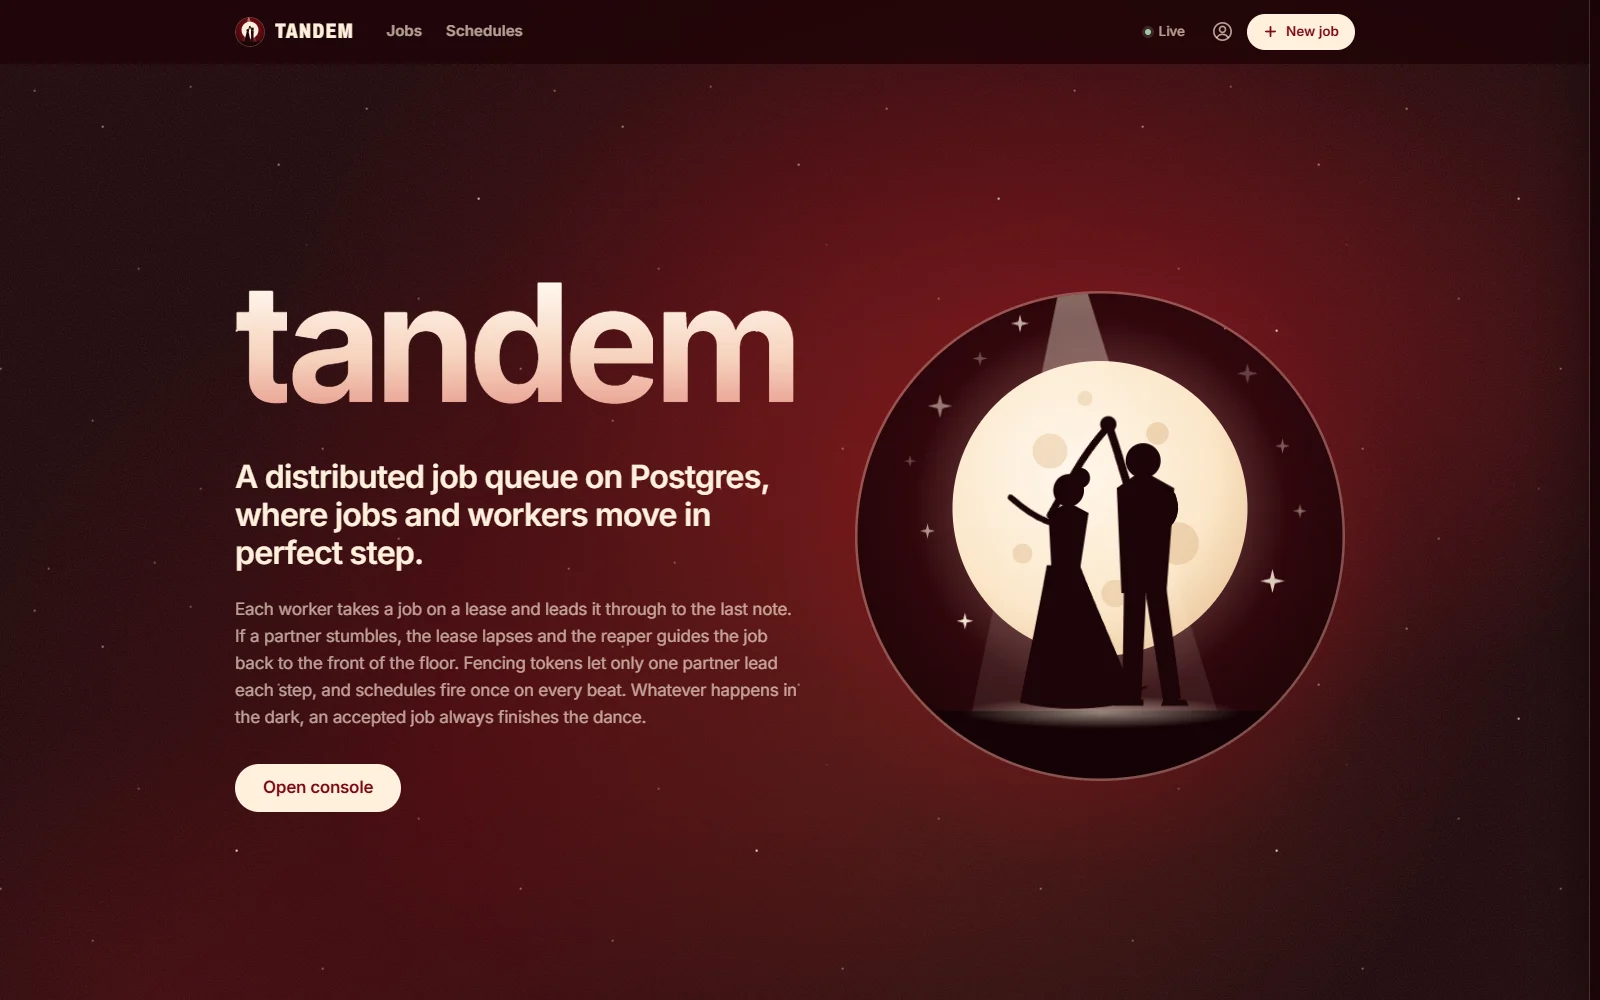 TANDEM
Jobs
Schedules
Live
New job
tandem
A distributed job queue on Postgres,
where jobs and workers move in
perfect step.
Each worker takes a job on a lease and leads it through to the last note.
If a partner stumbles, the lease lapses and the reaper guides the job
back to the front of the floor. Fencing tokens let only one partner lead
each step, and schedules fire once on every beat. Whatever happens in
the dark, an accepted job always finishes the dance.
Open console